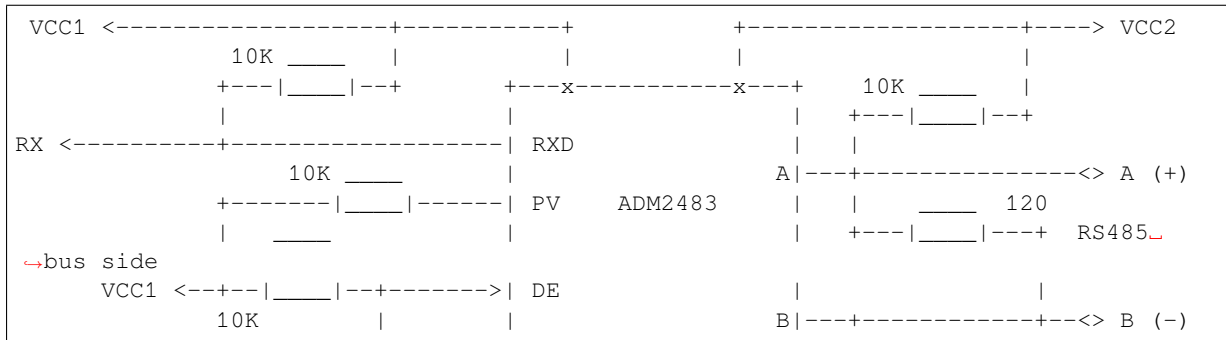 VCC1 <-----------------+----------+          +-----------------+----> VCC2
             10K ____      |          |          |                 |
            +---|____|--+         +---x----------x---+    10K ____   |
            |                 |                 |   +---|____|--+
RX <----------+-------------------| RXD                |  |
                10K ____         |                A|---+---------------<> A (+)
            +-------|____|------| PV     ADM2483     |  |    ____  120
            |   ____            |                 |  +---|____|---+  RS485␣
↪bus side
      VCC1 <--+--|____|--+------->| DE              |              |
            10K       |       |                B|---+-----------+--<> B (-)